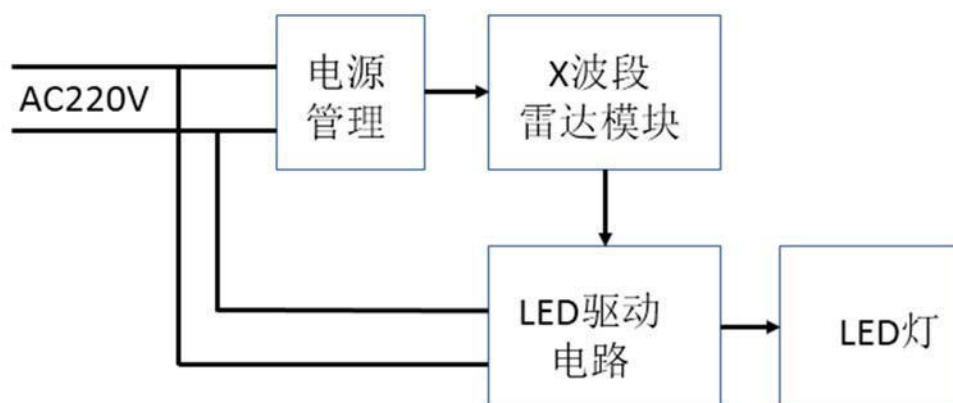 电源
管理
X波段
雷达模块
AC220V
LED驱动
电路
LED灯